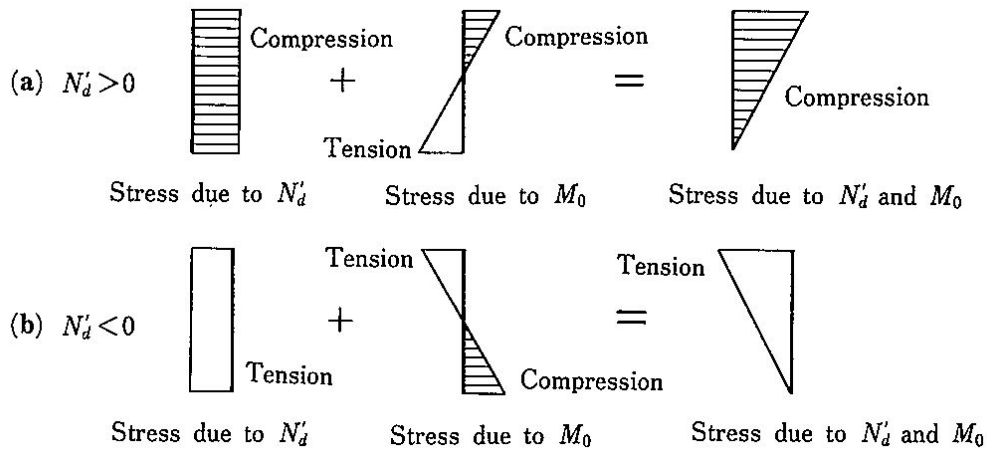 Compression
Compression
(a) N'd>0
+
=
Compression
Tension
Stress due to N'd
Stress due to M0
Stress due to N'd and M0
Tension
Tension
(b) N'd<0
+
=
Tension
Compression
Stress due to N'd
Stress due to M0
Stress due to N'd and M0